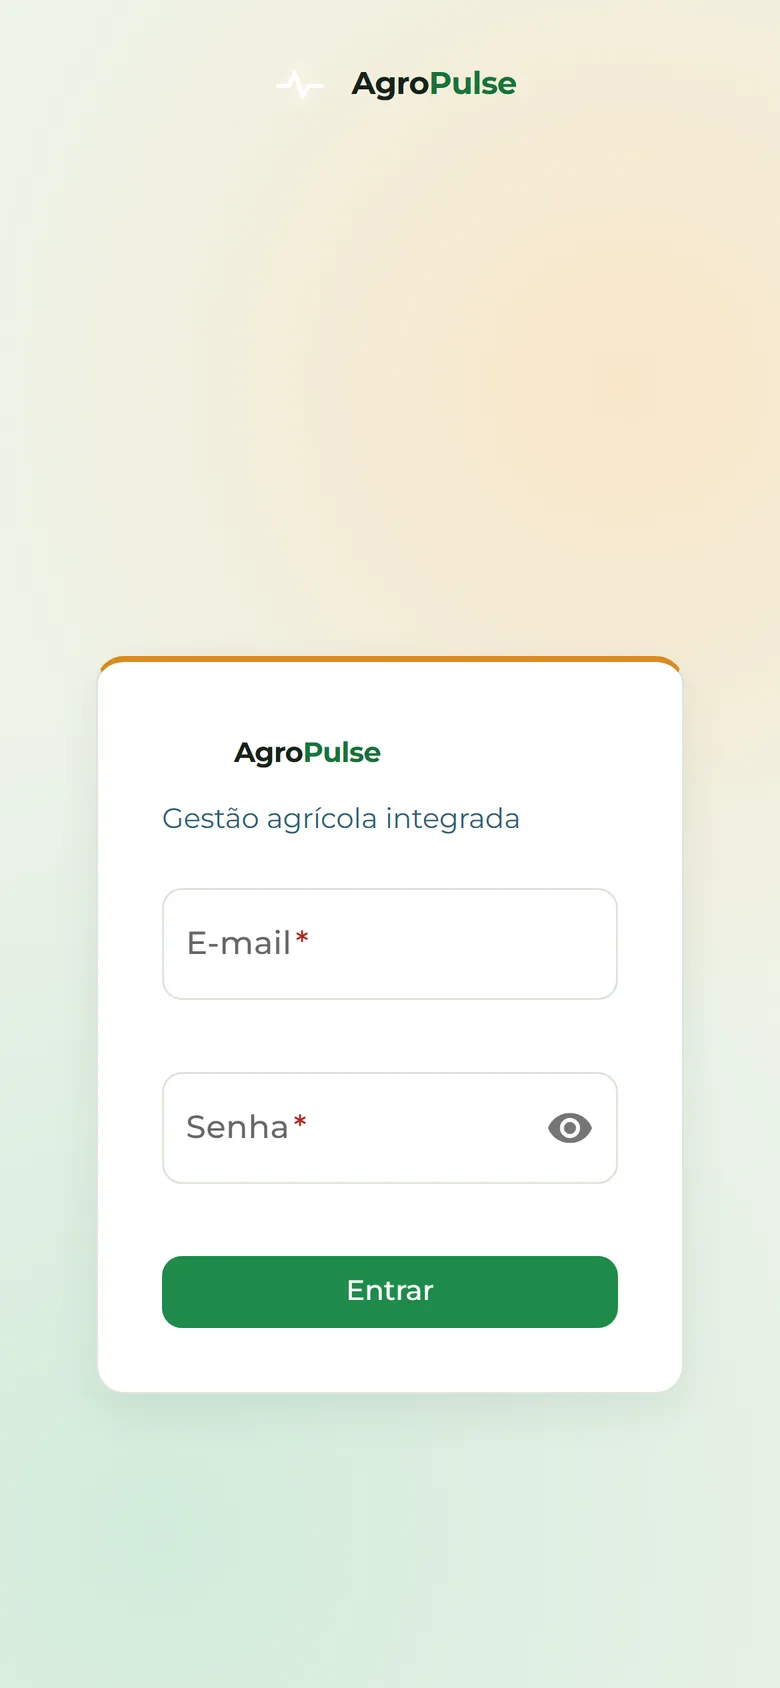 AgroPulse
AgroPulse
Gestão agrícola integrada
E-mail*
Senha*
Entrar